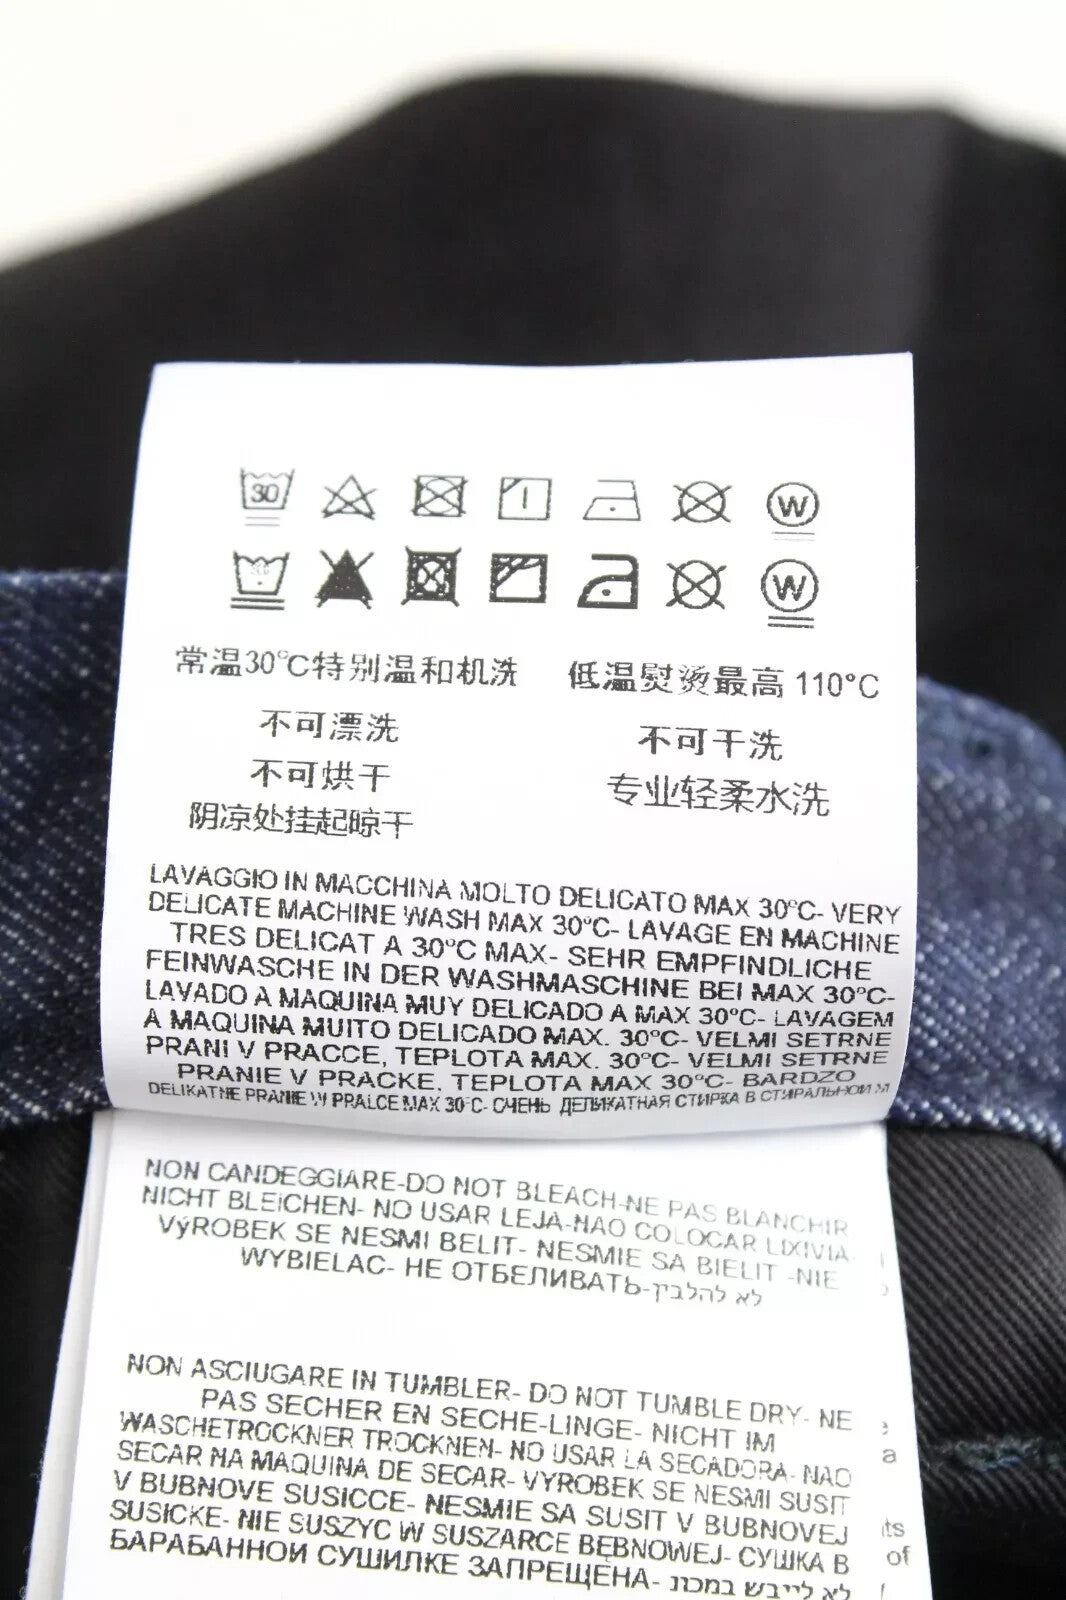 30
W
W
常温30°C特别温和机洗
低温熨烫最高 110°C
不可漂洗
不可干洗
不可烘干
专业轻柔水洗
阴凉处挂起晾干
LAVAGGIO IN MACCHINA MOLTO DELICATO MAX 30°C- VERY
DELICATE MACHINE WASH MAX 30°C- LAVAGE EN MACHINE
TRES DELICAT A 30°C MAX- SEHR EMPFINDLICHE
FEINWASCHE IN DER WASHMASCHINE BEI MAX 30°C-
LAVADO A MAQUINA MUY DELICADO A MAX 30°C- LAVAGEM
A MAQUINA MUITO DELICADO MAX. 30°C- VELMI SETRNE
PRANI V PRACCE, TEPLOTA MAX. 30°C- VELMI SETRNE
PRANIE V PRACKE, TEPLOTA MAX 30°C- BARDZO
DELIKATNE PRANIE W PRALCE MAX 30°C- ОЧЕНЬ ДЕЛИКАТНАЯ СТИРКА В СТИРАЛЬНОЙ М
NON CANDEGGIARE-DO NOT BLEACH-NE PAS BLANCHIR
NICHT BLEICHEN- NO USAR LEJA-NAO COLOCAR LIXIVIA-
VÝROBEK SE NESMI BELIT- NESMIE SA BIELIT -NIE
WYBIELAC- НЕ ОТБЕЛИВАТЬ-לא להלבין
NON ASCIUGARE IN TUMBLER- DO NOT TUMBLE DRY- NE
PAS SECHER EN SECHE-LINGE- NICHT IM
WASCHETROCKNER TROCKNEN- NO USAR LA SECADORA- NAO
SECAR NA MAQUINA DE SECAR- VYROBEK SE NESMI SUSIT
V BUBNOVE SUSICCE- NESMIE SA SUSIT V BUBNOVEJ
SUSICKE- NIE SUSZYC W SUSZARCE BĘBNOWEJ- СУШКА В
БАРАБАННОЙ СУШИЛКЕ ЗАПРЕЩЕНА- לא לייבש במכונ
a
ts
of